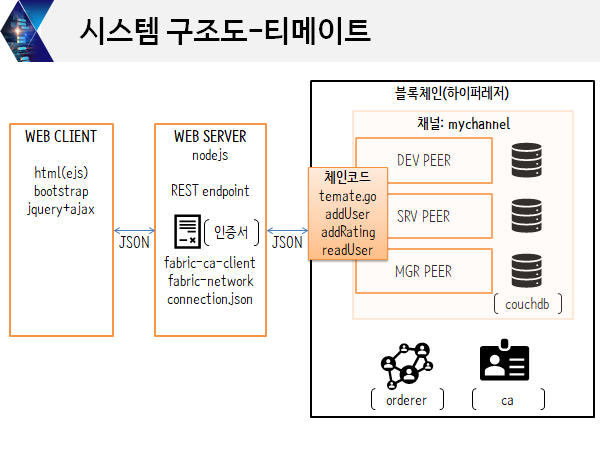 시스템 구조도-티메이트
WEB CLIENT
html(ejs)
bootstrap
jquery+ajax
JSON
WEB SERVER
nodejs
REST endpoint
인증서
fabric-ca-client
fabric-network
connection.json
JSON
블록체인(하이퍼레저)
채널: mychannel
체인코드
temate.go
addUser
addRating
readUser
DEV PEER
SRV PEER
MGR PEER
couchdb
orderer
ca